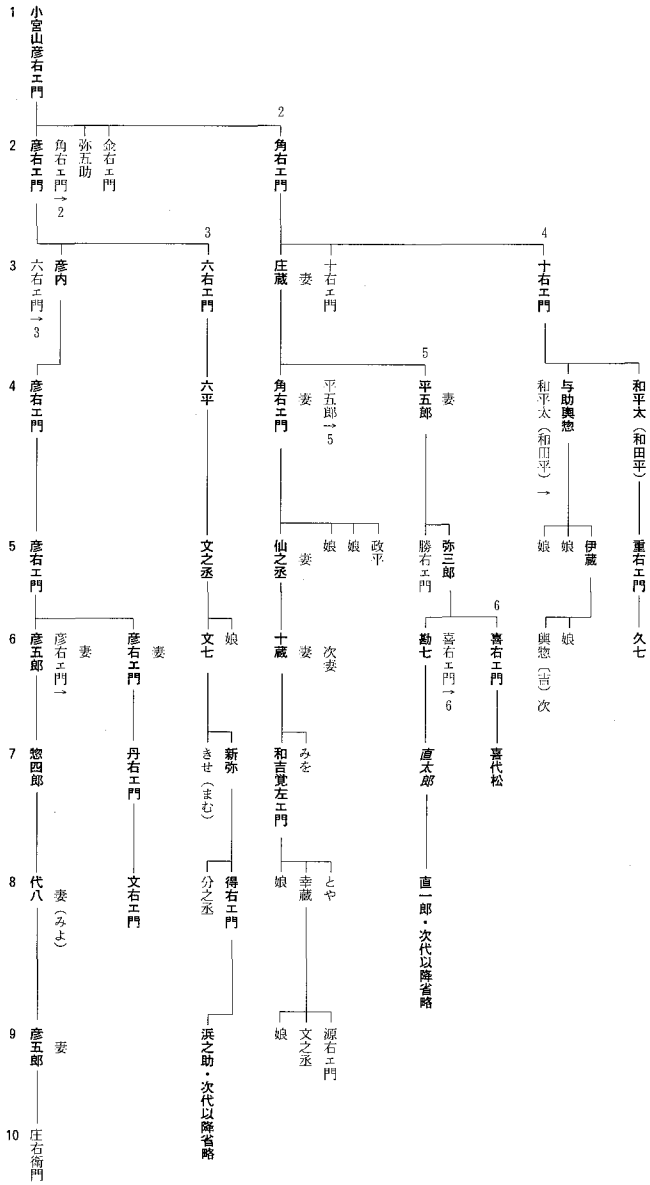 1
小宮山彦右エ門
2
2
彦右エ門
角右エ門→2
弥五助
金右エ門
角右エ門
3
4
3
六右エ門→3
彦内
六右エ門
庄蔵
妻
十右エ門
十右エ門
5
4
彦右エ門
六平
角右エ門
妻
平五郎→5
平五郎
妻
和平太(和田平)→
与助輿惣
和平太(和田平)
5
彦右エ門
文之丞
仙之丞
妻
娘
娘
政平
勝右エ門
弥三郎
娘
娘
伊蔵
重右エ門
6
6
彦五郎
彦右エ門→
妻
彦右エ門
妻
文七
娘
十蔵
妻
次妻
勘七
喜右エ門→6
喜右エ門
輿惣(吉)次
娘
久七
7
惣四郎
丹右エ門
きせ(まむ)
新弥
和吉覚左エ門
みを
直太郎
喜代松
8
代八
妻(みよ)
文右エ門
分之丞
得右エ門
娘
幸蔵
とや
直一郎・次代以降省略
9
彦五郎
妻
浜之助・次代以降省略
娘
文之丞
源右エ門
10
庄右衛門